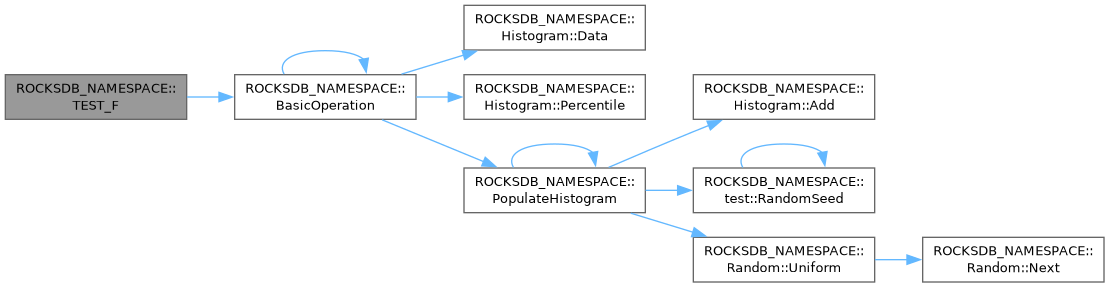 ROCKSDB_NAMESPACE::
TEST_F
ROCKSDB_NAMESPACE::
BasicOperation
ROCKSDB_NAMESPACE::
Histogram::Data
ROCKSDB_NAMESPACE::
Histogram::Percentile
ROCKSDB_NAMESPACE::
PopulateHistogram
ROCKSDB_NAMESPACE::
Histogram::Add
ROCKSDB_NAMESPACE::
test::RandomSeed
ROCKSDB_NAMESPACE::
Random::Uniform
ROCKSDB_NAMESPACE::
Random::Next